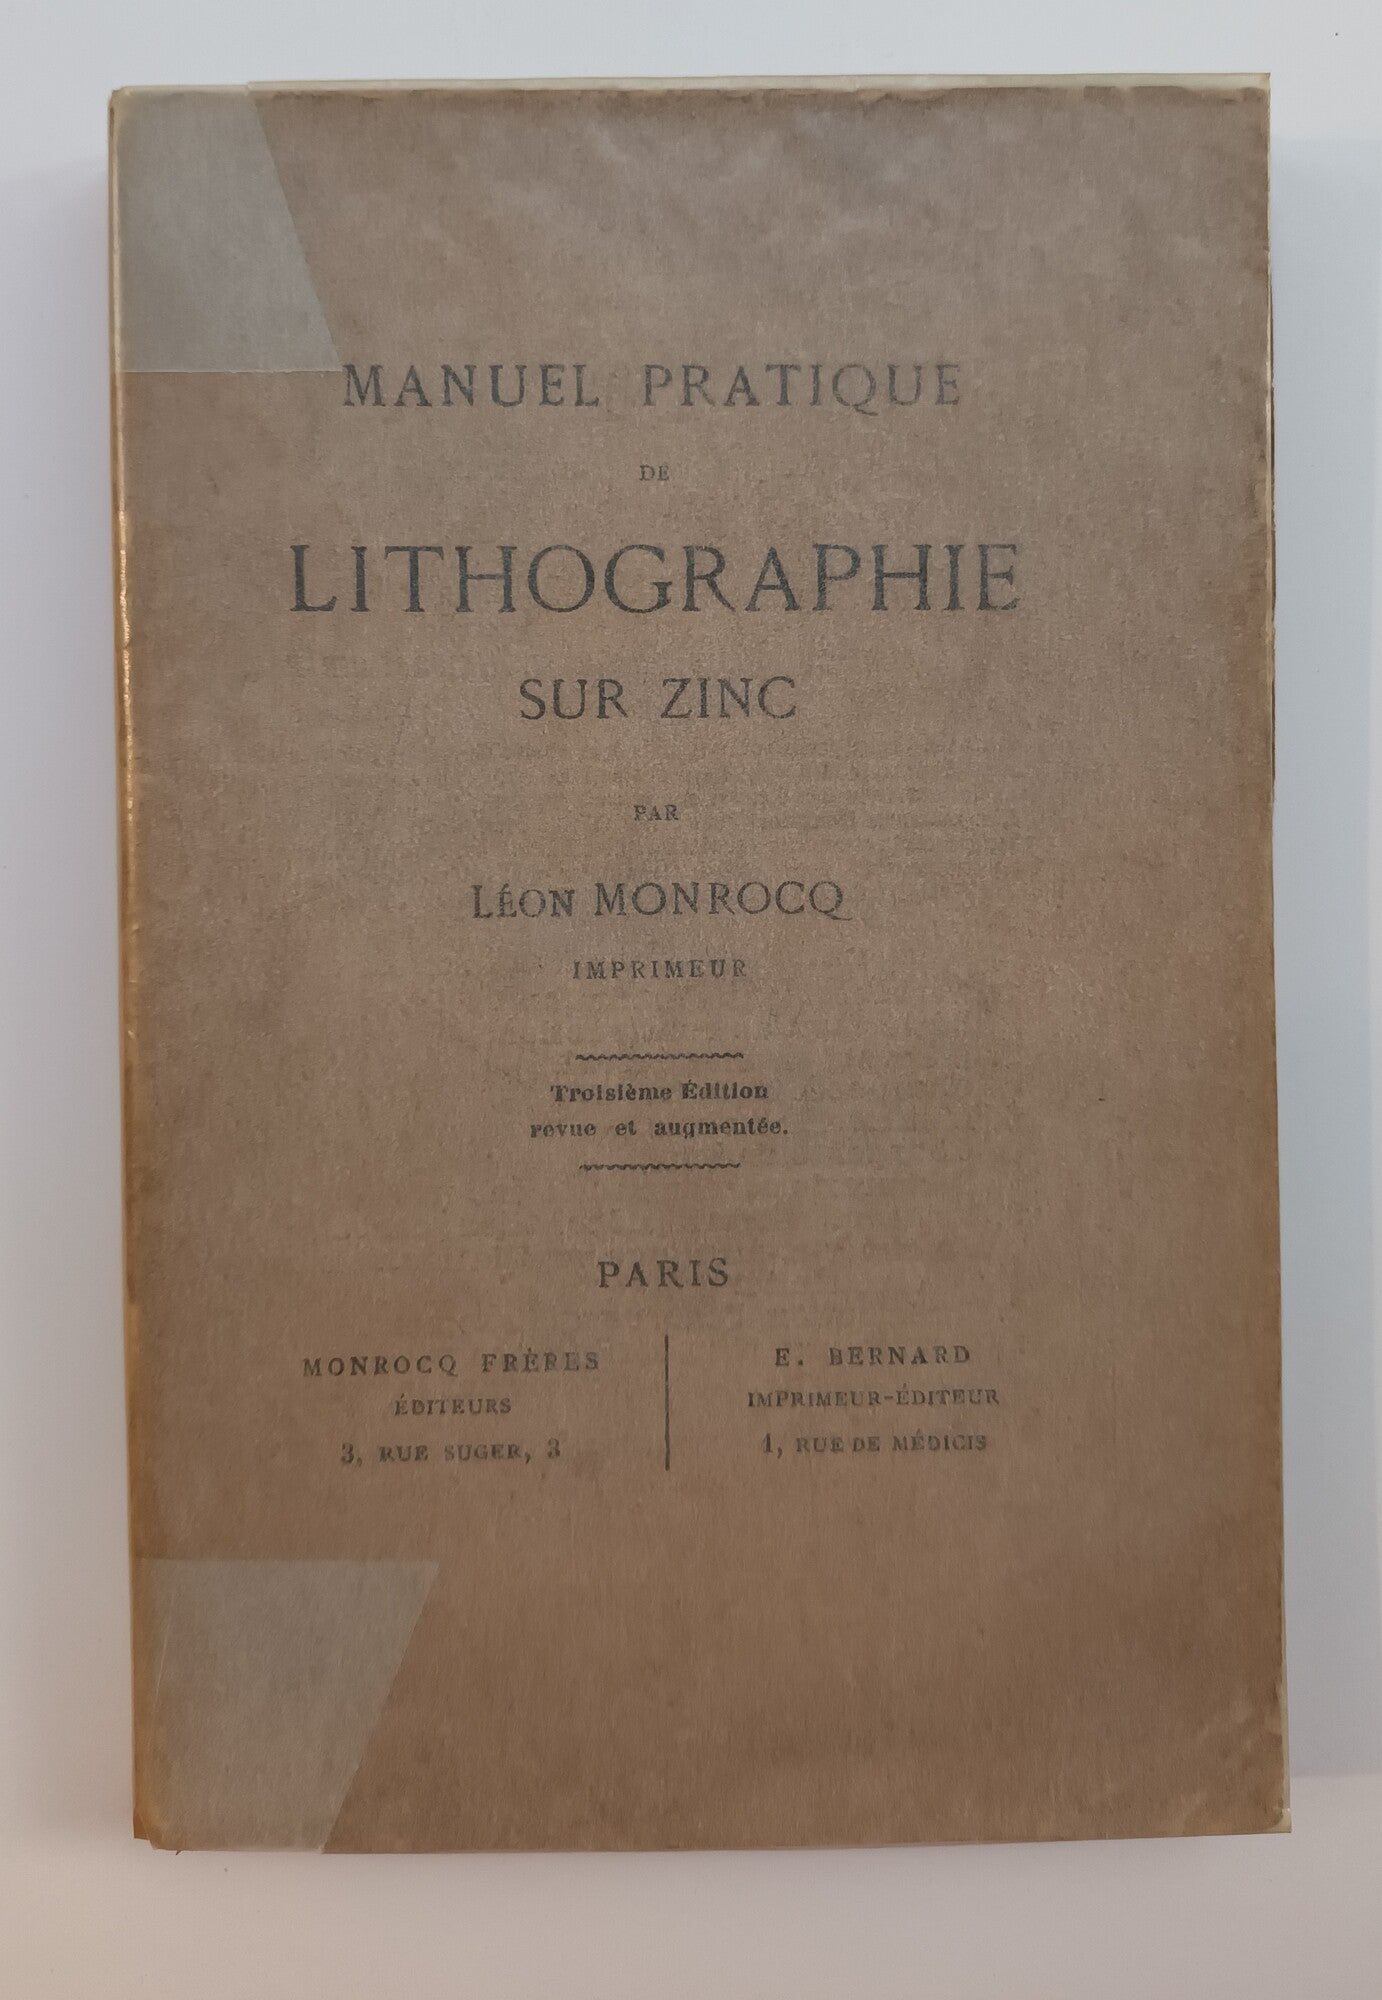 MANUEL PRATIQUE
DE
LITHOGRAPHIE
SUR ZINC
PAR
LÉON MONROCQ
IMPRIMEUR
Troisième Édition
revue et augmentée.
PARIS
MONROCQ FRÈRES
ÉDITEURS
3, RUE SUGER, 3
E. BERNARD
IMPRIMEUR-ÉDITEUR
1, RUE DE MÉDICIS